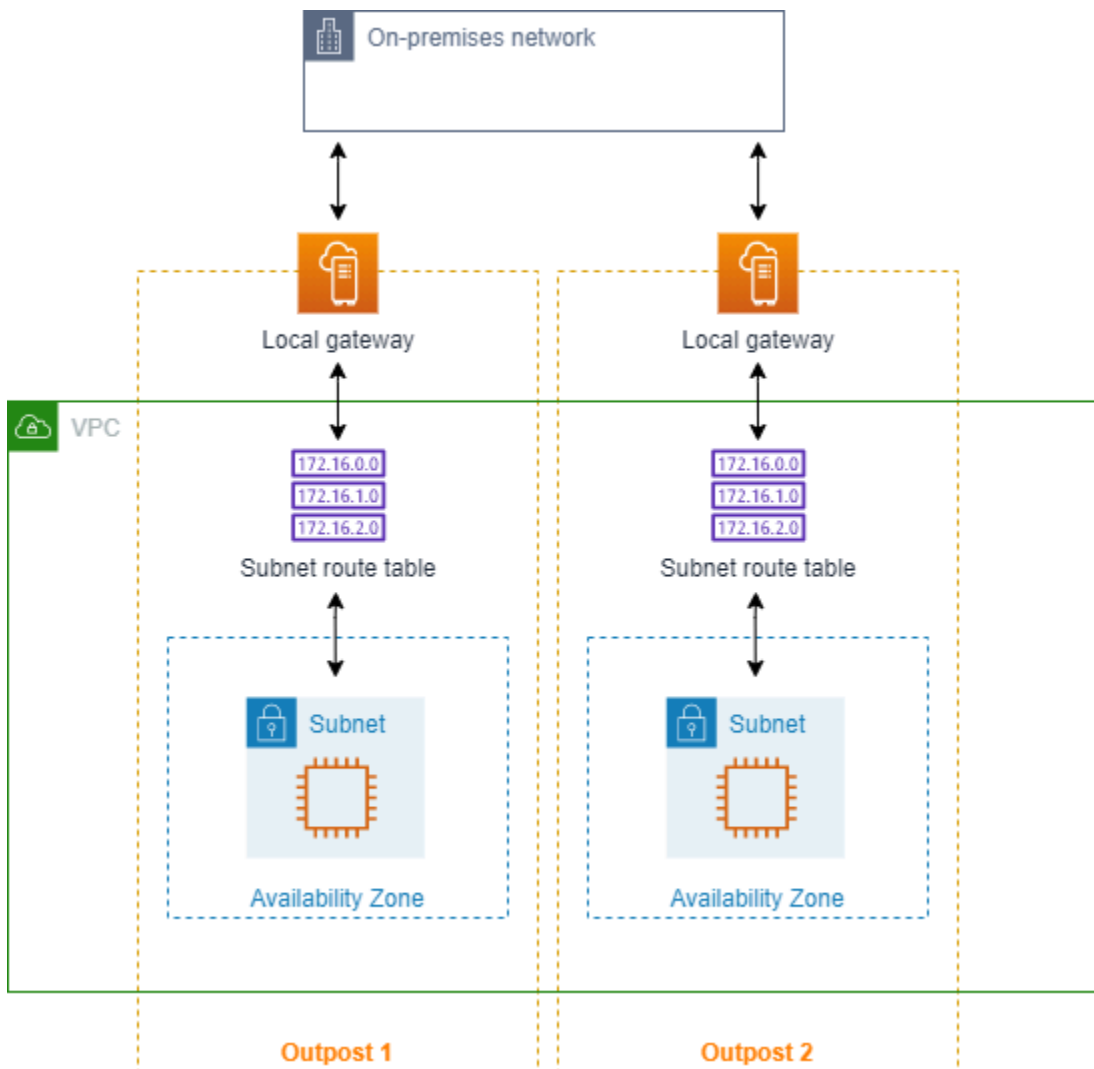 On-premises network
Local gateway
Local gateway
VPC
172.16.0.0
172.16.1.0
172.16.2.0
172.16.0.0
172.16.1.0
172.16.2.0
Subnet route table
Subnet route table
Subnet
Subnet
Availability Zone
Availability Zone
Outpost 1
Outpost 2